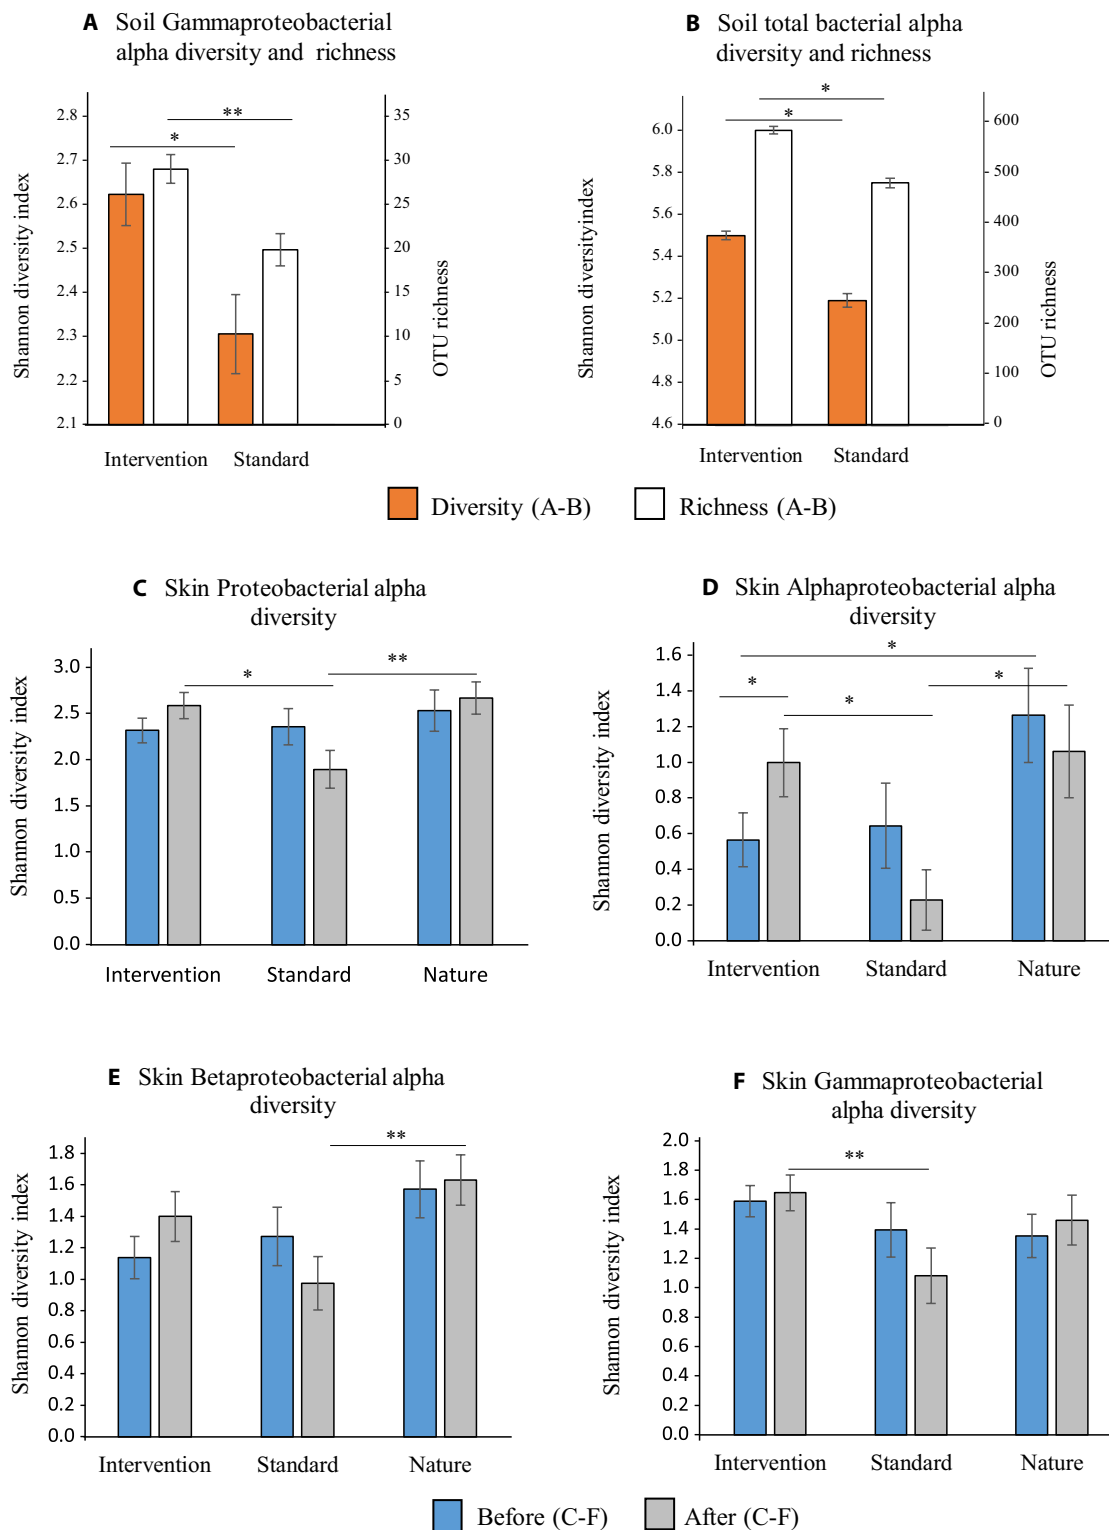 A Soil Gammaproteobacterial
alpha diversity and richness
2.8
2.7
2.6
2.5
2.4
2.3
2.2
2.1
Shannon diversity index
35
30
25
20
15
10
5
0
OTU richness
*
**
Intervention
Standard
B Soil total bacterial alpha
diversity and richness
6.0
5.8
5.6
5.4
5.2
5.0
4.8
4.6
Shannon diversityindex
600
500
400
300
200
100
0
OTU richness
*
*
Intervention
Standard
Diversity (A-B)
Richness (A-B)
C Skin Proteobacterial alpha
diversity
3.0
2.5
2.0
1.5
1.0
0.5
0.0
Shannon diversity index
*
**
Intervention
Standard
Nature
D Skin Alphaproteobacterial alpha
diversity
1.6
1.4
1.2
1.0
0.8
0.6
0.4
0.2
0.0
Shannon diversity index
*
*
*
*
Intervention
Standard
Nature
E Skin Betaproteobacterial alpha
diversity
1.8
1.6
1.4
1.2
1.0
0.8
0.6
0.4
0.2
0.0
Shannon diversity index
**
Intervention
Standard
Nature
F Skin Gammaproteobacterial
alpha diversity
2.0
1.8
1.6
1.4
1.2
1.0
0.8
0.6
0.4
0.2
0.0
Shannon diversity index
**
Intervention
Standard
Nature
Before (C-F)
After (C-F)